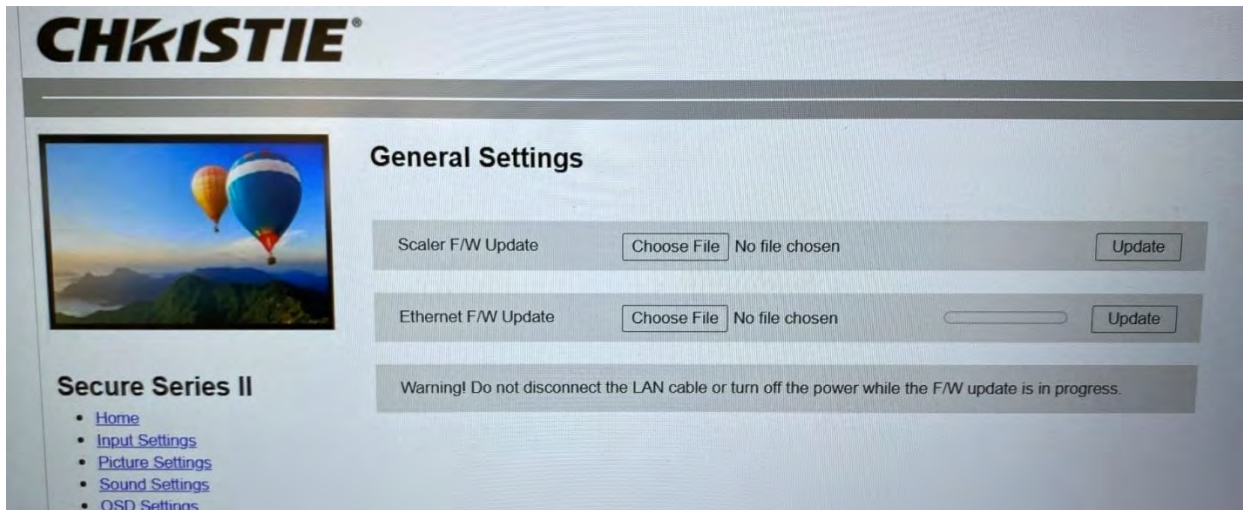 CHRISTIE®
General Settings
Scaler F/W Update Choose File No file chosen Update
Ethernet F/W Update Choose File No file chosen Update
Warning! Do not disconnect the LAN cable or turn off the power while the F/W update is in progress.
Secure Series II
Home
Input Settings
Picture Settings
Sound Settings
OSD Settings